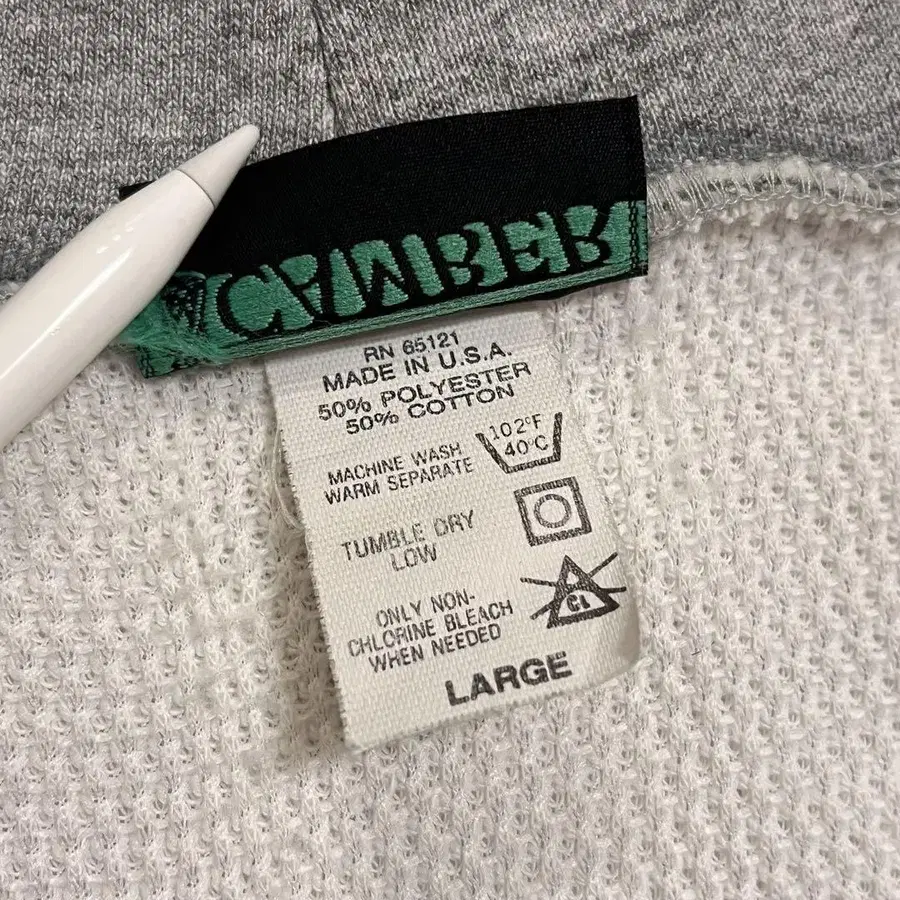 CAMBER
RN 65121
MADE IN U.S.A.
50% POLYESTER
50% COTTON
MACHINE WASH
WARM SEPARATE
102°F
40°C
TUMBLE DRY
LOW
ONLY NON-
CHLORINE BLEACH
WHEN NEEDED
CL
LARGE